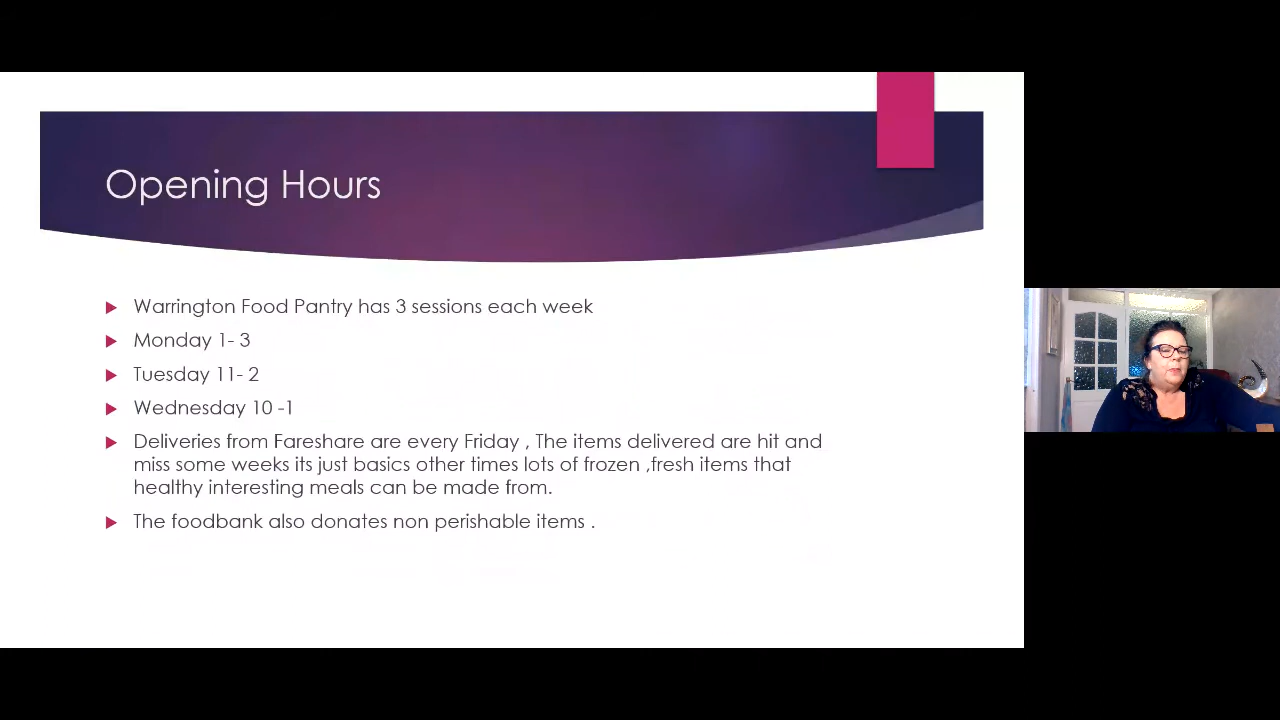 Opening Hours
Warrington Food Pantry has 3 sessions each week
Monday 1- 3
Tuesday 11- 2
Wednesday 10 -1
Deliveries from Fareshare are every Friday , The items delivered are hit and
miss some weeks its just basics other times lots of frozen ,fresh items that
healthy interesting meals can be made from.
The foodbank also donates non perishable items .